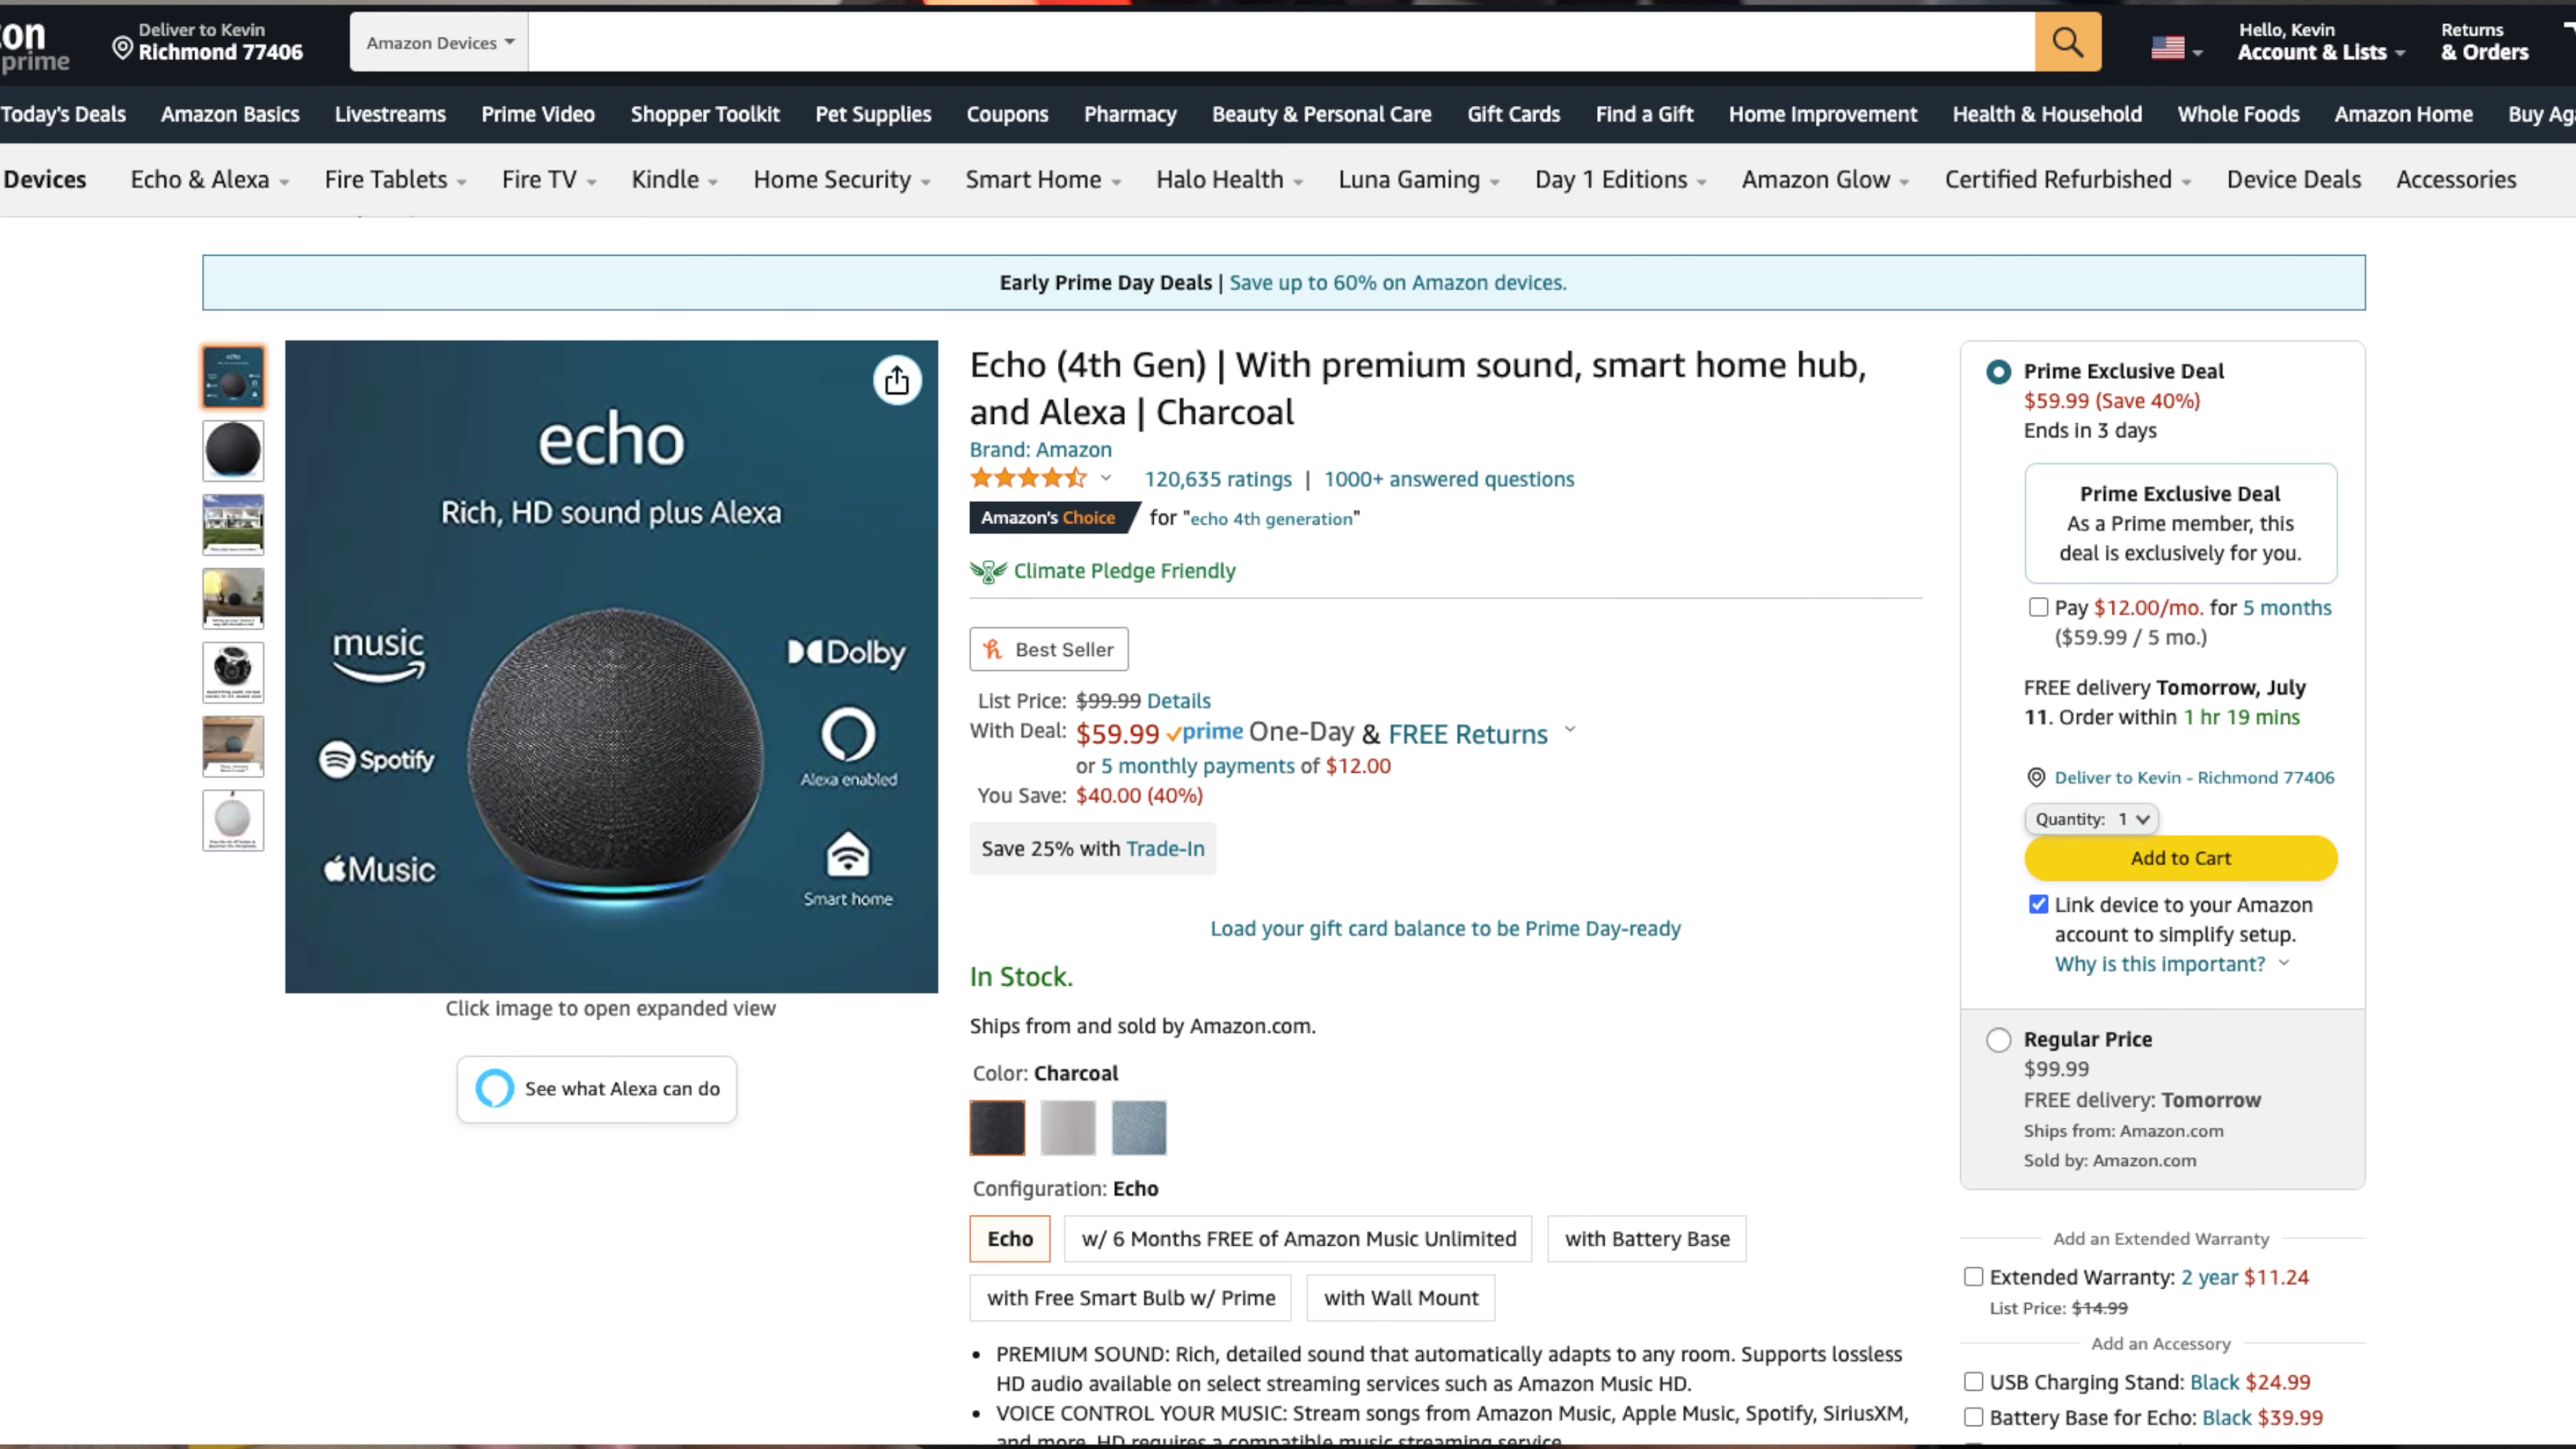 on
prime
Deliver to Kevin
Richmond 77406
Amazon Devices
Hello, Kevin
Account & Lists
Returns
& Orders
Today's Deals
Amazon Basics
Livestreams
Prime Video
Shopper Toolkit
Pet Supplies
Coupons
Pharmacy
Beauty & Personal Care
Gift Cards
Find a Gift
Home Improvement
Health & Household
Whole Foods
Amazon Home
Buy Ag
Devices
Echo & Alexa
Fire Tablets
Fire TV
Kindle
Home Security
Smart Home
Halo Health
Luna Gaming
Day 1 Editions
Amazon Glow
Certified Refurbished
Device Deals
Accessories
Early Prime Day Deals | Save up to 60% on Amazon devices.
echo
Rich, HD sound plus Alexa
music
Dolby
Spotify
Alexa enabled
Music
Smart home
Click image to open expanded view
See what Alexa can do
Echo (4th Gen) | With premium sound, smart home hub,
and Alexa | Charcoal
Brand: Amazon
120,635 ratings | 1000+ answered questions
Amazon's Choice for "echo 4th generation"
Climate Pledge Friendly
Best Seller
List Price: $99.99 Details
With Deal: $59.99 prime One-Day & FREE Returns
or 5 monthly payments of $12.00
You Save: $40.00 (40%)
Save 25% with Trade-In
Load your gift card balance to be Prime Day-ready
In Stock.
Ships from and sold by Amazon.com.
Color: Charcoal
Configuration: Echo
Echo
w/ 6 Months FREE of Amazon Music Unlimited
with Battery Base
with Free Smart Bulb w/ Prime
with Wall Mount
• PREMIUM SOUND: Rich, detailed sound that automatically adapts to any room. Supports lossless
HD audio available on select streaming services such as Amazon Music HD.
• VOICE CONTROL YOUR MUSIC: Stream songs from Amazon Music, Apple Music, Spotify, SiriusXM,
and more. HD requires a compatible music streaming service.
Prime Exclusive Deal
$59.99 (Save 40%)
Ends in 3 days
Prime Exclusive Deal
As a Prime member, this
deal is exclusively for you.
Pay $12.00/mo. for 5 months
($59.99 / 5 mo.)
FREE delivery Tomorrow, July
11. Order within 1 hr 19 mins
Deliver to Kevin - Richmond 77406
Quantity: 1
Add to Cart
Link device to your Amazon
account to simplify setup.
Why is this important?
Regular Price
$99.99
FREE delivery: Tomorrow
Ships from: Amazon.com
Sold by: Amazon.com
Add an Extended Warranty
Extended Warranty: 2 year $11.24
List Price: $14.99
Add an Accessory
USB Charging Stand: Black $24.99
Battery Base for Echo: Black $39.99